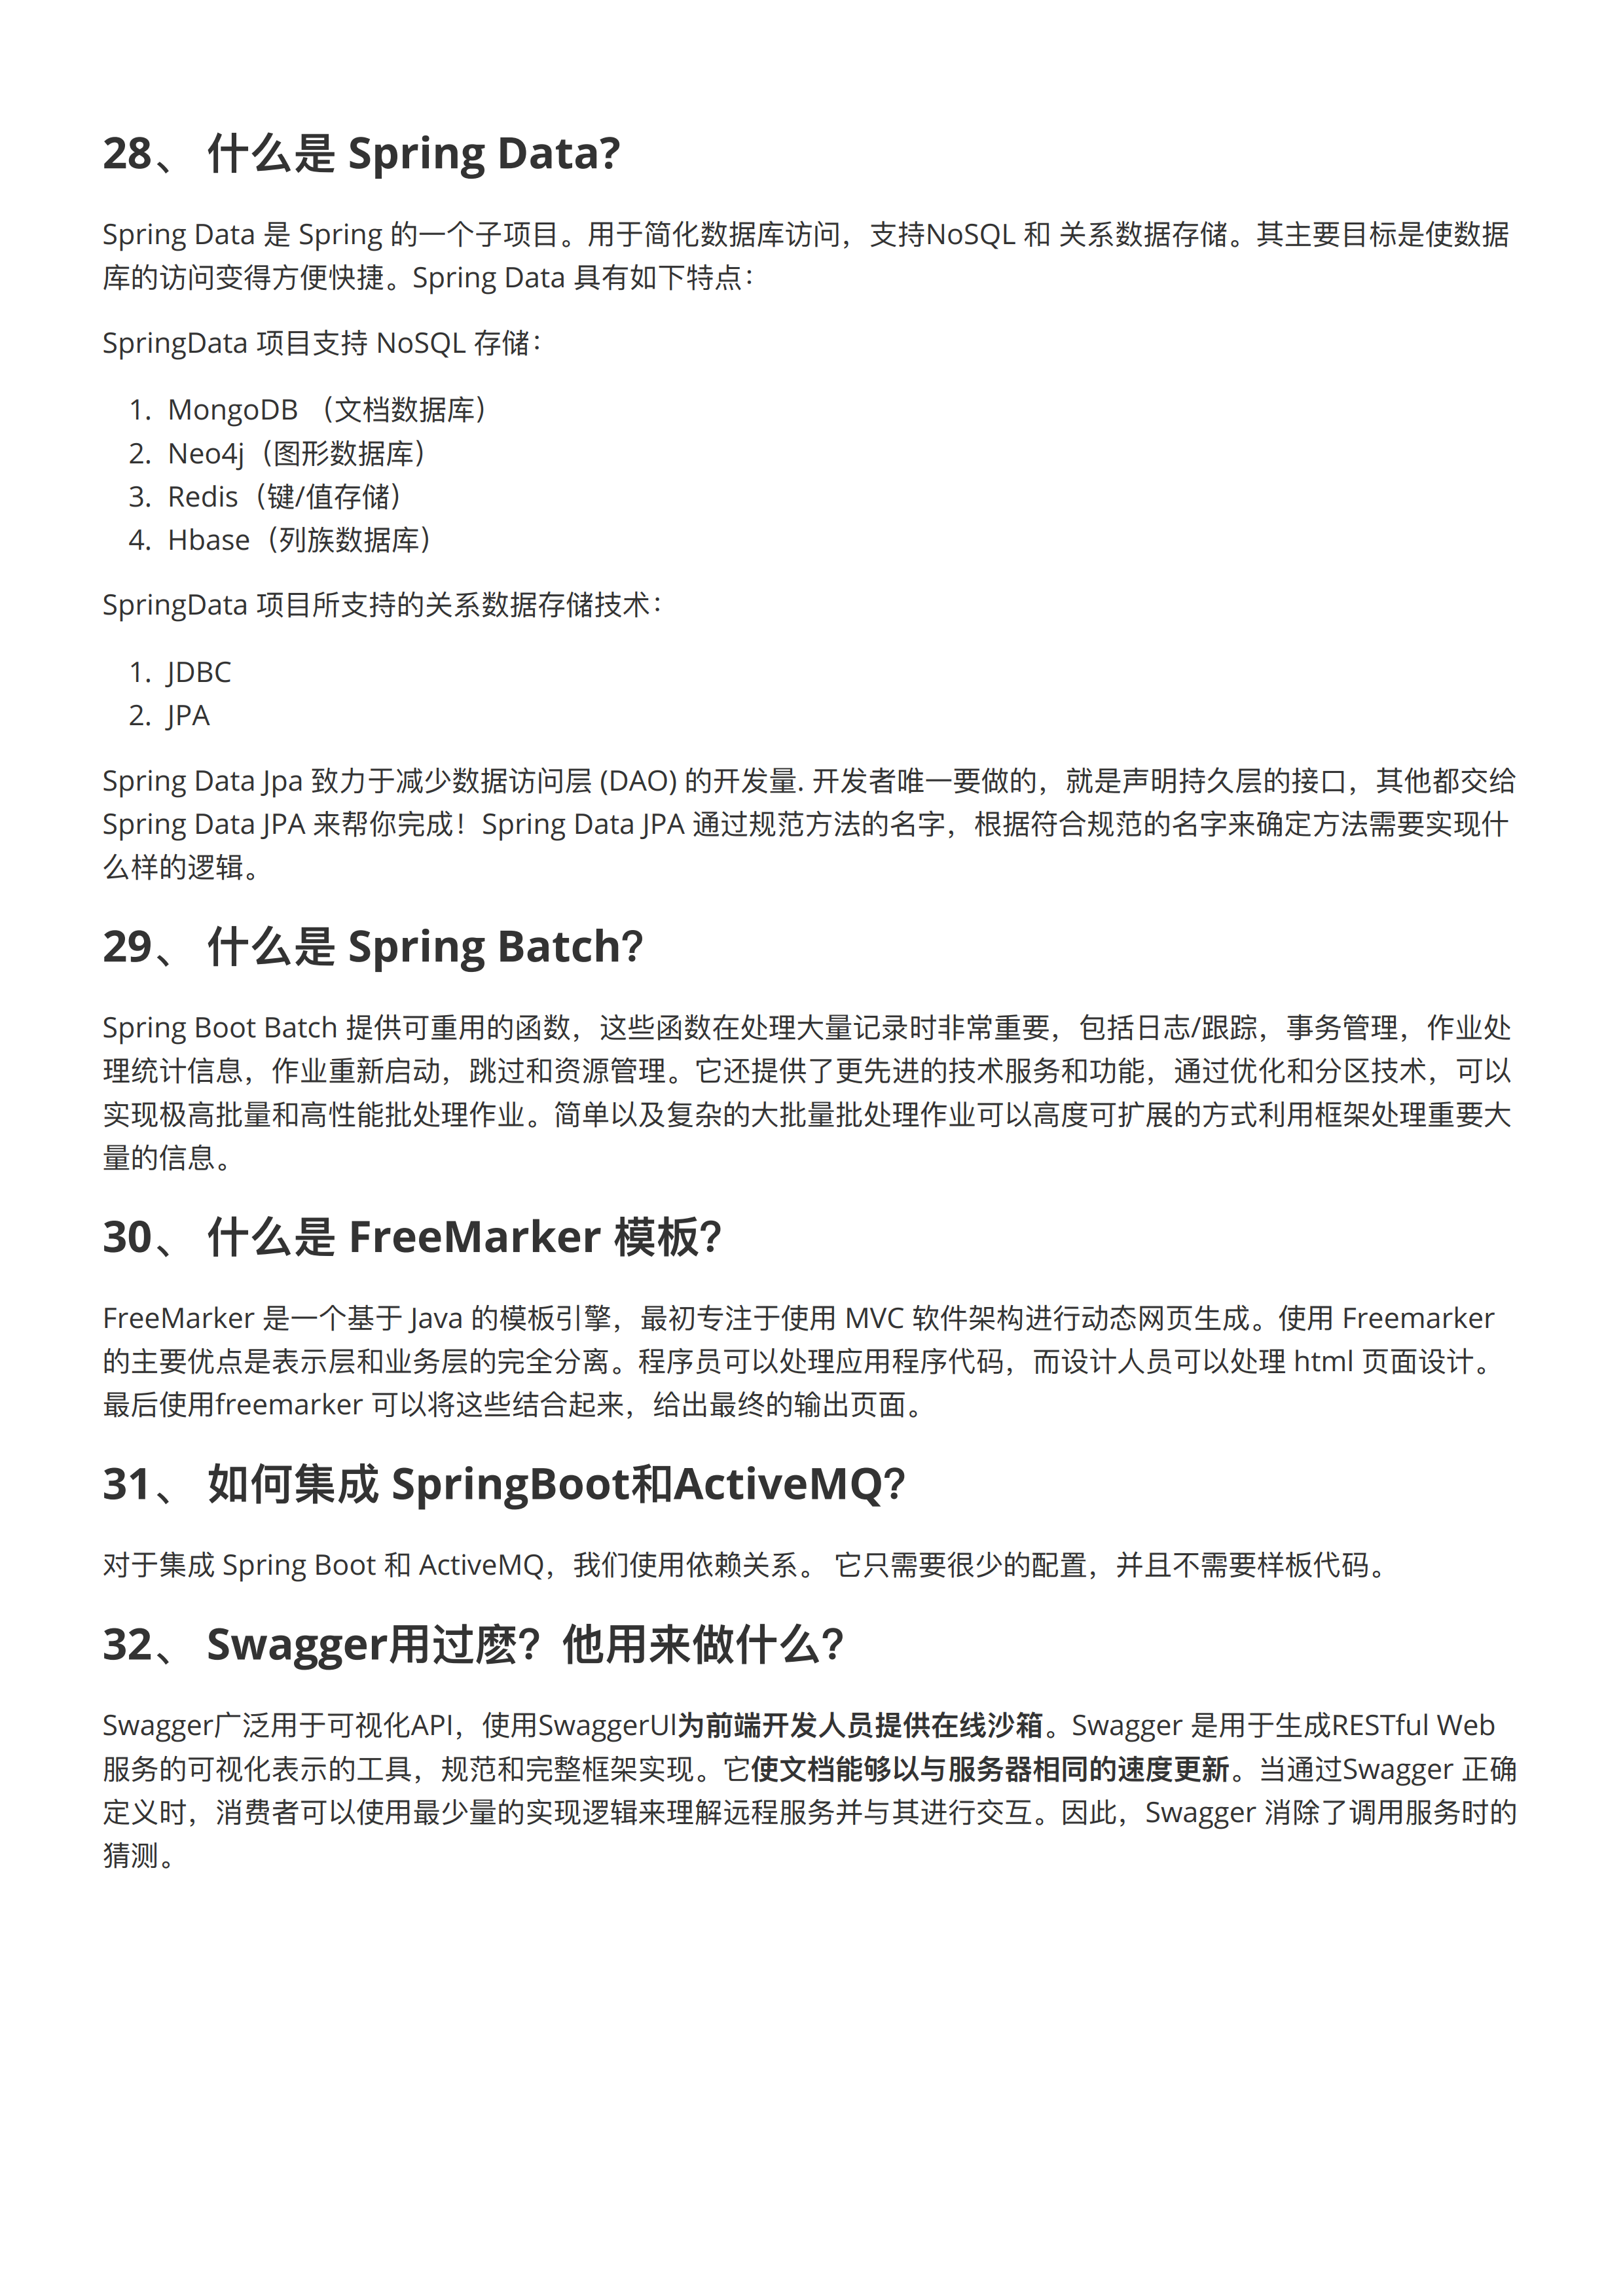 28、 什么是 Spring Data?
Spring Data 是 Spring 的一个子项目。用于简化数据库访问，支持NoSQL 和 关系数据存储。其主要目标是使数据
库的访问变得方便快捷。Spring Data 具有如下特点：
SpringData 项目支持 NoSQL 存储：
1. MongoDB （文档数据库）
2. Neo4j（图形数据库）
3. Redis（键/值存储）
4. Hbase（列族数据库）
SpringData 项目所支持的关系数据存储技术：
1. JDBC
2. JPA
Spring Data Jpa 致力于减少数据访问层 (DAO) 的开发量. 开发者唯一要做的，就是声明持久层的接口，其他都交给
Spring Data JPA 来帮你完成！Spring Data JPA 通过规范方法的名字，根据符合规范的名字来确定方法需要实现什
么样的逻辑。
29、 什么是 Spring Batch？
Spring Boot Batch 提供可重用的函数，这些函数在处理大量记录时非常重要，包括日志/跟踪，事务管理，作业处
理统计信息，作业重新启动，跳过和资源管理。它还提供了更先进的技术服务和功能，通过优化和分区技术，可以
实现极高批量和高性能批处理作业。简单以及复杂的大批量批处理作业可以高度可扩展的方式利用框架处理重要大
量的信息。
30、 什么是 FreeMarker 模板？
FreeMarker 是一个基于 Java 的模板引擎，最初专注于使用 MVC 软件架构进行动态网页生成。使用 Freemarker
的主要优点是表示层和业务层的完全分离。程序员可以处理应用程序代码，而设计人员可以处理 html 页面设计。
最后使用freemarker 可以将这些结合起来，给出最终的输出页面。
31、 如何集成 SpringBoot和ActiveMQ？
对于集成 Spring Boot 和 ActiveMQ，我们使用依赖关系。 它只需要很少的配置，并且不需要样板代码。
32、 Swagger用过麽？他用来做什么？
Swagger广泛用于可视化API，使用SwaggerUI为前端开发人员提供在线沙箱。Swagger 是用于生成RESTful Web
服务的可视化表示的工具，规范和完整框架实现。它使文档能够以与服务器相同的速度更新。当通过Swagger 正确
定义时，消费者可以使用最少量的实现逻辑来理解远程服务并与其进行交互。因此，Swagger 消除了调用服务时的
猜测。